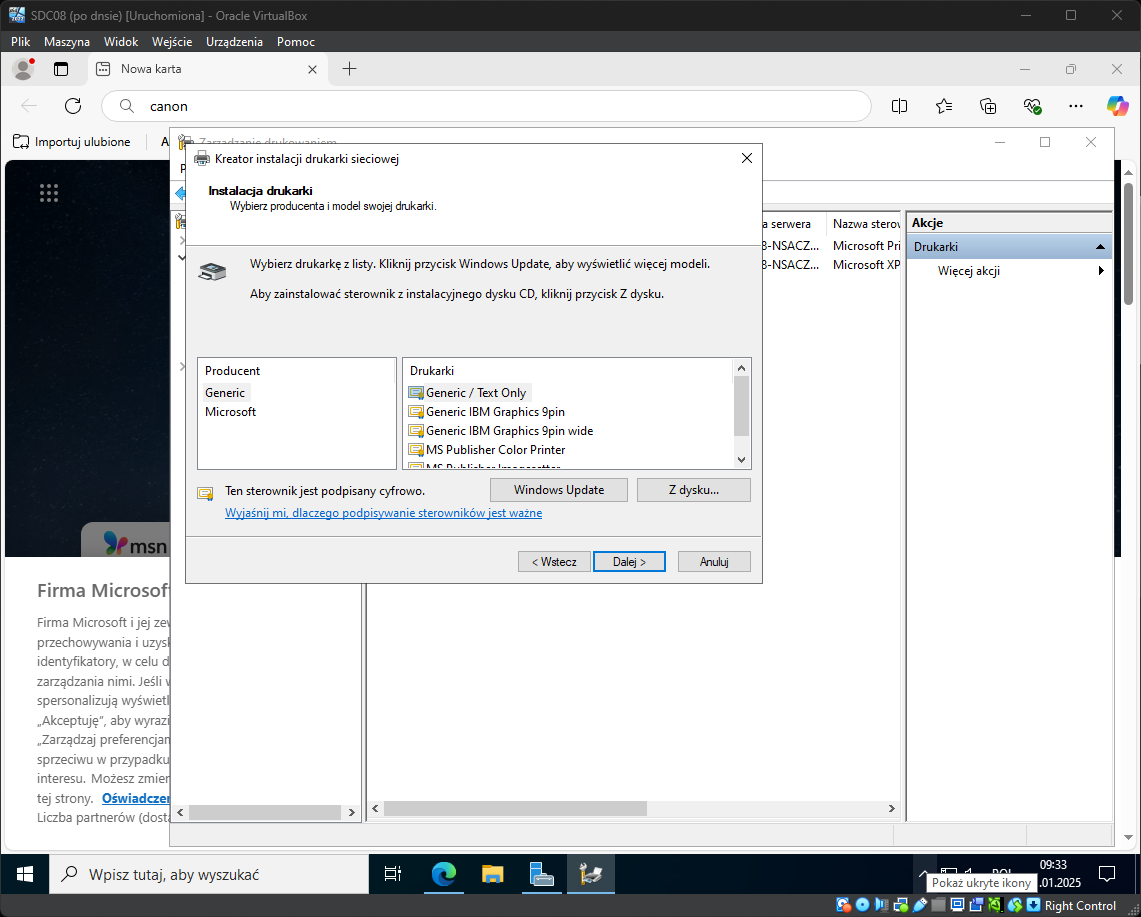 SDC08 (po dnsie) [Uruchomiona] - Oracle VirtualBox
Plik Maszyna Widok Wejście Urządzenia Pomoc
Nowa karta
canon
Importuj ulubione
Zarządzanie drukowaniem
Kreator instalacji drukarki sieciowej
Instalacja drukarki
Wybierz producenta i model swojej drukarki.
Wybierz drukarkę z listy. Kliknij przycisk Windows Update, aby wyświetlić więcej modeli.
Aby zainstalować sterownik z instalacyjnego dysku CD, kliknij przycisk Z dysku.
Producent
Generic
Microsoft
Drukarki
Generic / Text Only
Generic IBM Graphics 9pin
Generic IBM Graphics 9pin wide
MS Publisher Color Printer
MS Publisher Imagesetter
Ten sterownik jest podpisany cyfrowo.
Windows Update
Z dysku...
Wyjaśnij mi, dlaczego podpisywanie sterowników jest ważne
< Wstecz
Dalej >
Anuluj
a serwera Nazwa sterow
8-NSACZ... Microsoft Pri
8-NSACZ... Microsoft XP
Akcje
Drukarki
Więcej akcji
msn
Firma Microsof
Firma Microsoft i jej zew
przechowywania i uzysk
identyfikatory, w celu d
zarządzania nimi. Jeśli w
spersonalizują wyświetl
„Akceptuję”, aby wyrazi
„Zarządzaj preferencjam
sprzeciwu w przypadku
interesu. Możesz zmien
tej strony. Oświadczen
Liczba partnerów (dosta
Wpisz tutaj, aby wyszukać
09:33
.01.2025
Pokaż ukryte ikony
Right Control